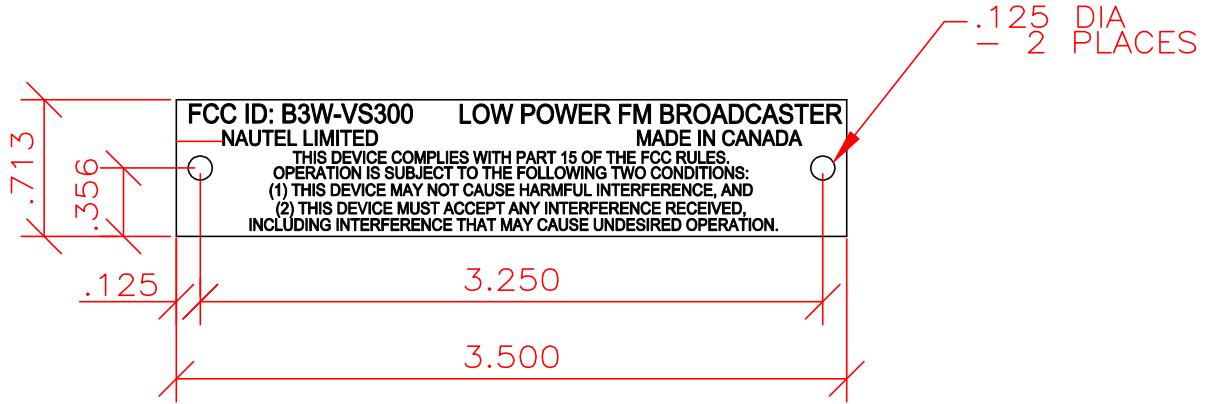 .125 DIA
- 2 PLACES
FCC ID: B3W-VS300 LOW POWER FM BROADCASTER
NAUTEL LIMITED MADE IN CANADA
THIS DEVICE COMPLIES WITH PART 15 OF THE FCC RULES.
OPERATION IS SUBJECT TO THE FOLLOWING TWO CONDITIONS:
(1) THIS DEVICE MAY NOT CAUSE HARMFUL INTERFERENCE, AND
(2) THIS DEVICE MUST ACCEPT ANY INTERFERENCE RECEIVED,
INCLUDING INTERFERENCE THAT MAY CAUSE UNDESIRED OPERATION.
.713
.356
.125
3.250
3.500